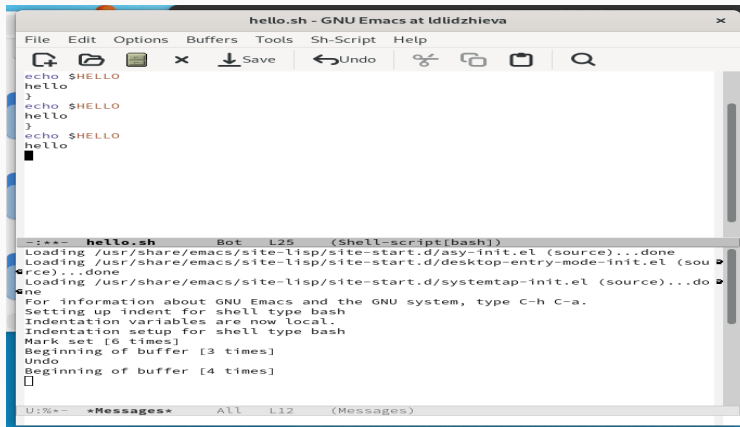 hello.sh - GNU Emacs at ldlidzhieva
File Edit Options Buffers Tools Sh-Script Help
Save Undo
echo $HELLO
hello
}
echo $HELLO
hello
}
echo $HELLO
hello
-:**- hello.sh Bot L25 (Shell-script[bash])
Loading /usr/share/emacs/site-lisp/site-start.d/asy-init.el (source)...done
Loading /usr/share/emacs/site-lisp/site-start.d/desktop-entry-mode-init.el (sou
rce)...done
Loading /usr/share/emacs/site-lisp/site-start.d/systemtap-init.el (source)...do
ne
For information about GNU Emacs and the GNU system, type C-h C-a.
Setting up indent for shell type bash
Indentation variables are now local.
Indentation setup for shell type bash
Mark set [6 times]
Beginning of buffer [3 times]
Undo
Beginning of buffer [4 times]
U:%*- *Messages* All L12 (Messages)